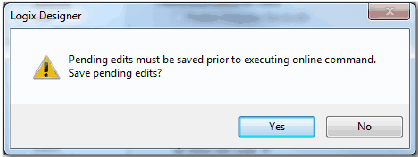 Logix Designer
Pending edits must be saved prior to executing online command.
Save pending edits?
Yes
No